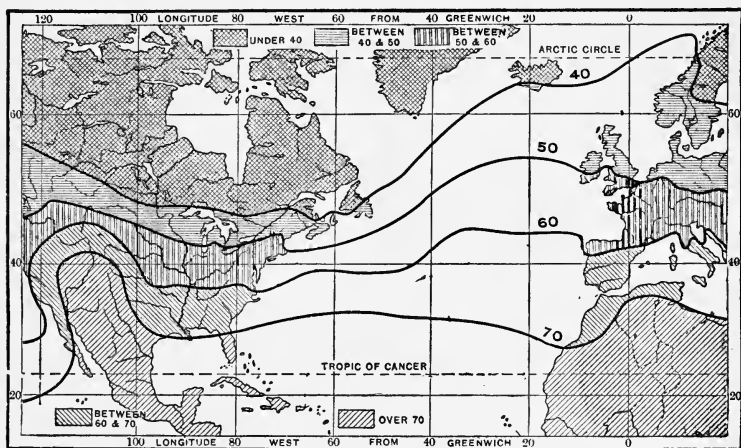 120 LONGITUDE 80 WEST 60 FROM 40 GREENWICH 20 0
UNDER 40
BETWEEN
40 & 50
BETWEEN
50 & 60
ARCTIC CIRCLE
40
60
60
50
60
40
40
70
TROPIC OF CANCER
20
20
BETWEEN
60 & 70
OVER 70
100 LONGITUDE 80 WEST 60 FROM 40 GREENWICH 20 0